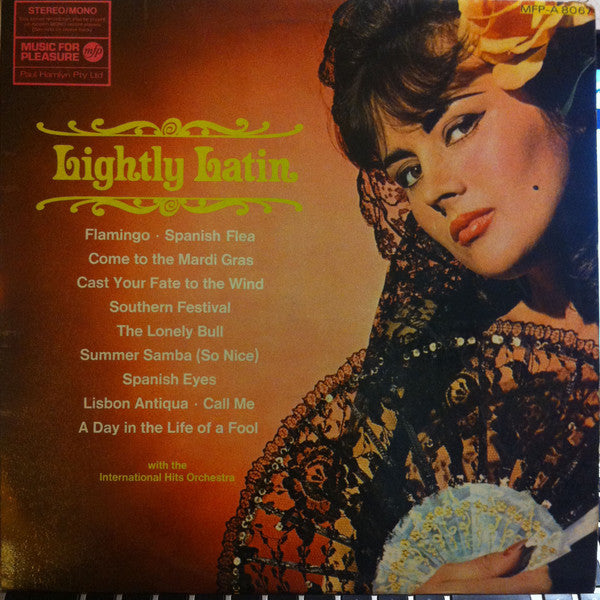 STEREO/MONO
MUSIC FOR
PLEASURE mfp
Paul Hamlyn Pty Ltd
MFP-A 8067
Lightly Latin
Flamingo · Spanish Flea
Come to the Mardi Gras
Cast Your Fate to the Wind
Southern Festival
The Lonely Bull
Summer Samba (So Nice)
Spanish Eyes
Lisbon Antiqua · Call Me
A Day in the Life of a Fool
with the
International Hits Orchestra